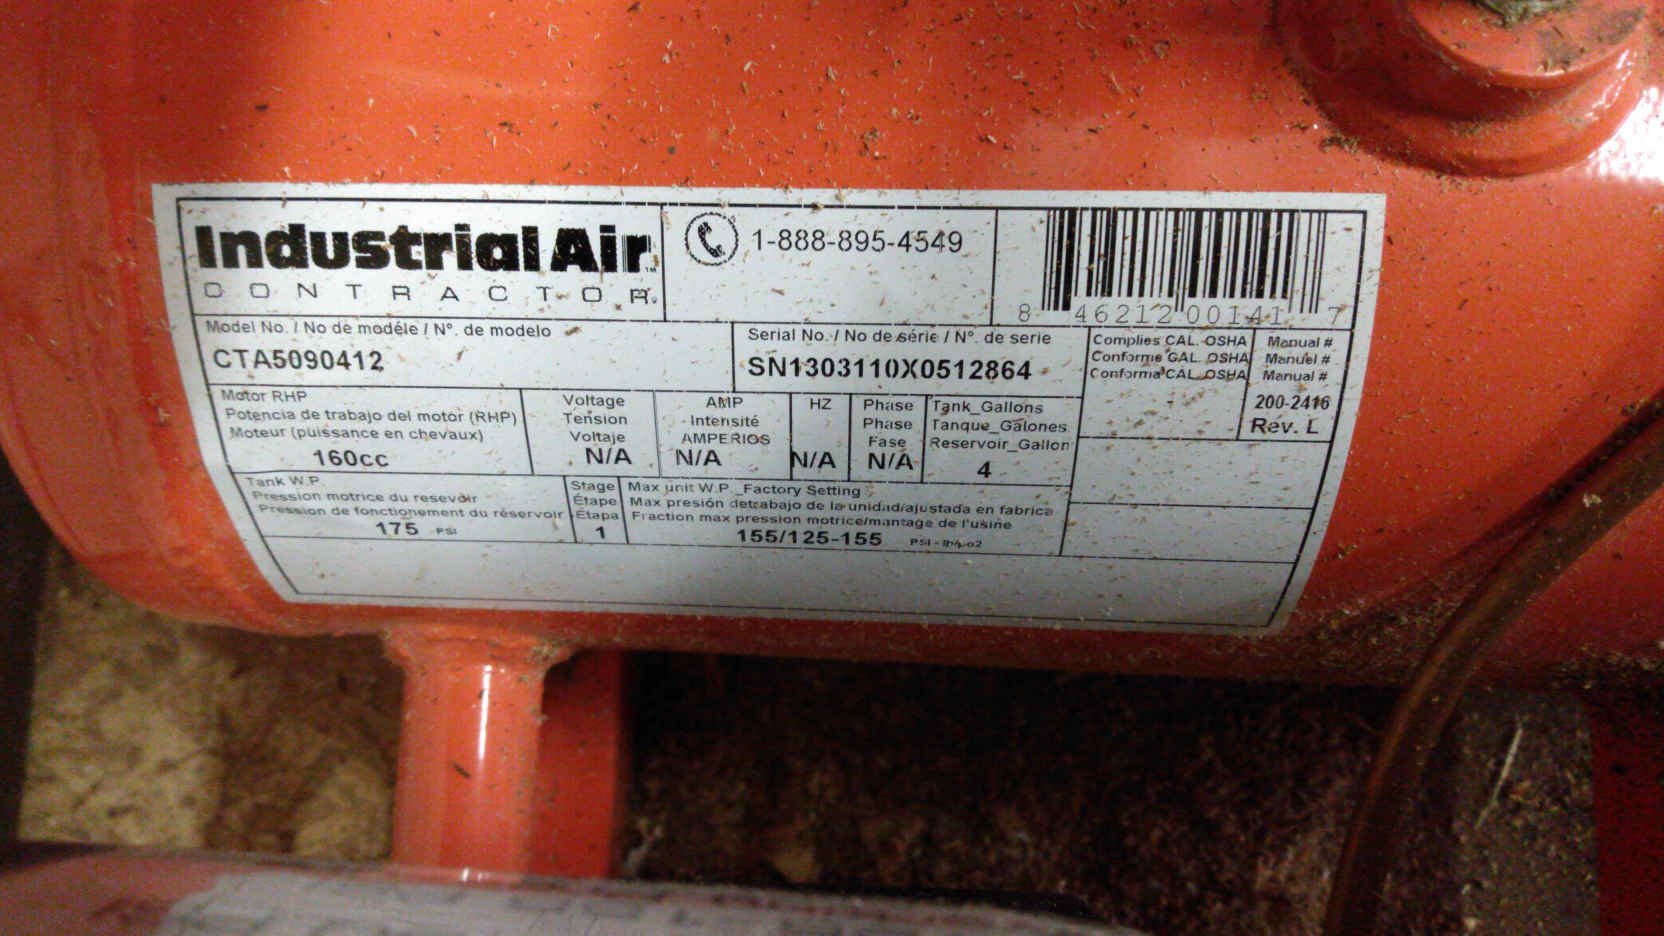 Industrial Air™
CONTRACTOR
1-888-895-4549
8 46212 00141 7
Model No. / No de modéle / N°. de modelo
CTA5090412
Serial No. / No de série / N°. de serie
SN1303110X0512864
Complies CAL. OSHA
Conforme CAL. OSHA
Conforma CAL. OSHA
Manual #
Manuel #
Manual #
200-2416
Rev. L
Motor RHP
Potencia de trabajo del motor (RHP)
Moteur (puissance en chevaux)
160cc
Voltage
Tension
Voltaje
N/A
AMP
Intensité
AMPERIOS
N/A
HZ
N/A
Phase
Phase
Fase
N/A
Tank_Gallons
Tanque_Galones
Reservoir_Gallon
4
Tank W.P.
Pression motrice du resevoir
Pression de fonctionement du réservoir
175 PSI
Stage
Étape
Étapa
1
Max unit W.P._Factory Setting
Max presión detrabajo de la unidad/ajustada en fabrica
Fraction max pression motrice/mantage de l'usine
155/125-155 PSI -